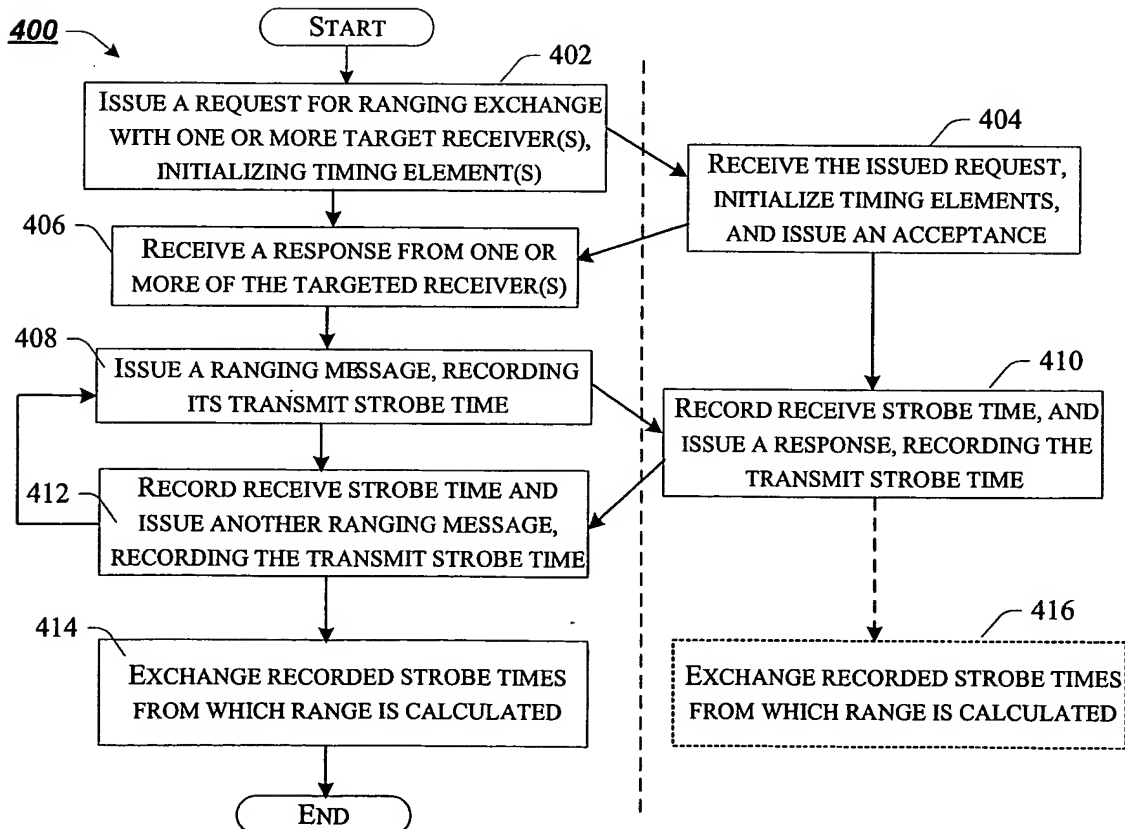 400
START
402
ISSUE A REQUEST FOR RANGING EXCHANGE
WITH ONE OR MORE TARGET RECEIVER(S),
INITIALIZING TIMING ELEMENT(S)
404
RECEIVE THE ISSUED REQUEST,
INITIALIZE TIMING ELEMENTS,
AND ISSUE AN ACCEPTANCE
406
RECEIVE A RESPONSE FROM ONE OR
MORE OF THE TARGETED RECEIVER(S)
408
ISSUE A RANGING MESSAGE, RECORDING
ITS TRANSMIT STROBE TIME
410
RECORD RECEIVE STROBE TIME, AND
ISSUE A RESPONSE, RECORDING THE
TRANSMIT STROBE TIME
412
RECORD RECEIVE STROBE TIME AND
ISSUE ANOTHER RANGING MESSAGE,
RECORDING THE TRANSMIT STROBE TIME
414
EXCHANGE RECORDED STROBE TIMES
FROM WHICH RANGE IS CALCULATED
416
EXCHANGE RECORDED STROBE TIMES
FROM WHICH RANGE IS CALCULATED
END